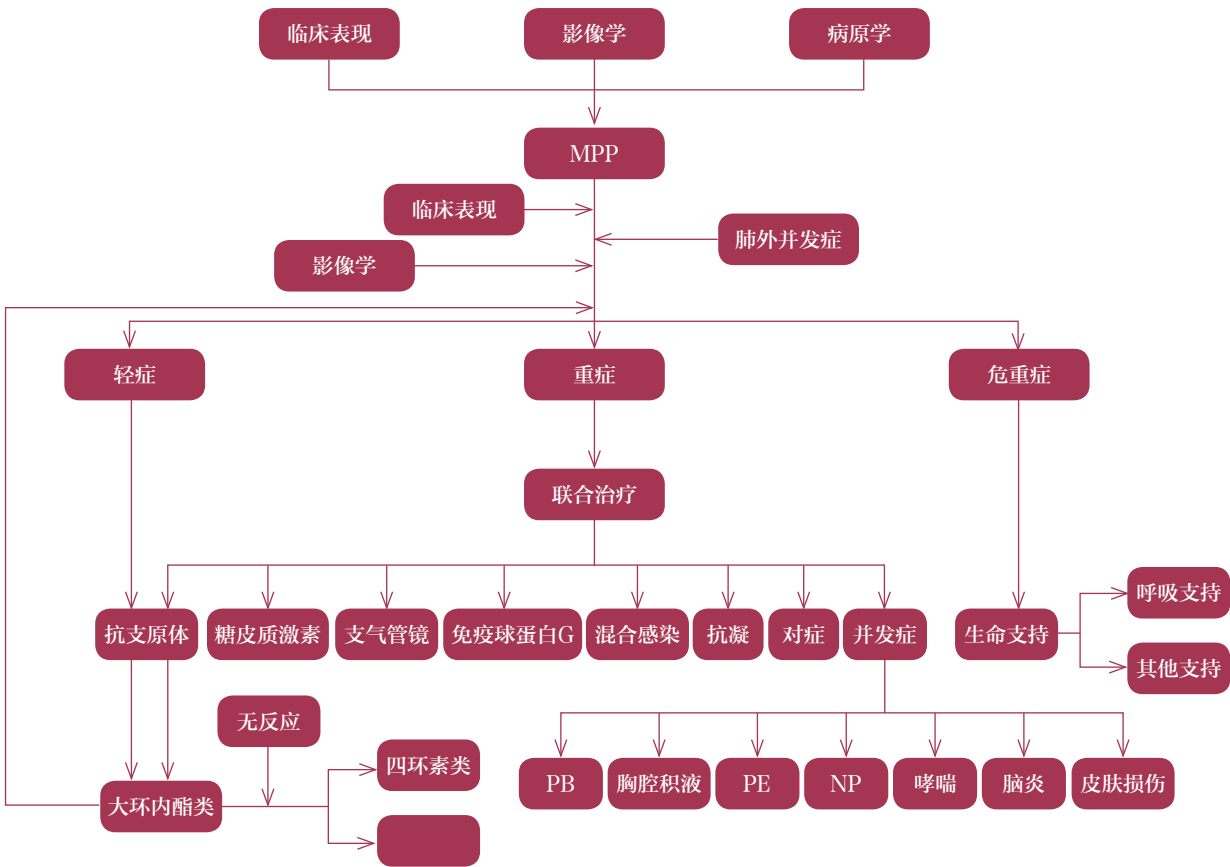 临床表现
影像学
病原学
MPP
临床表现
肺外并发症
影像学
轻症
重症
危重症
联合治疗
呼吸支持
抗支原体
糖皮质激素
支气管镜
免疫球蛋白G
混合感染
抗凝
对症
并发症
生命支持
其他支持
无反应
四环素类
PB
胸腔积液
PE
NP
哮喘
脑炎
皮肤损伤
大环内酯类